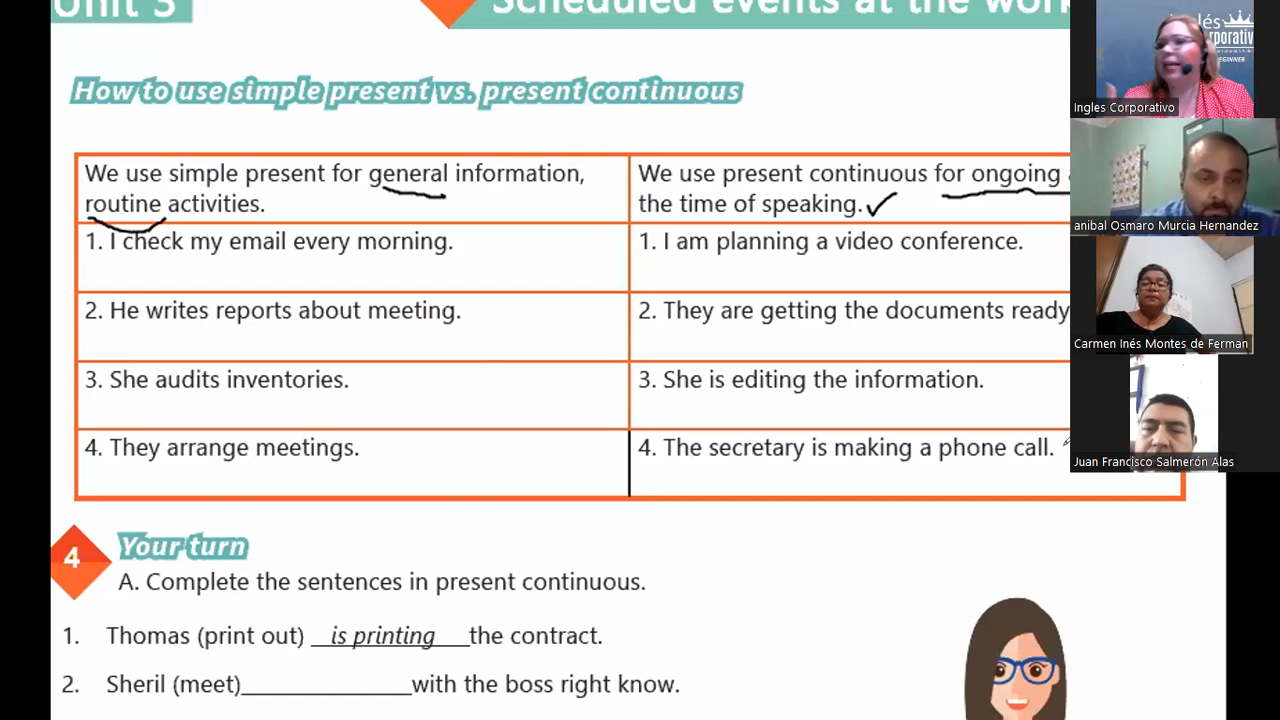 Unit 3
Scheduled events at the work
How to use simple present vs. present continuous
We use simple present for general information,
routine activities.
We use present continuous for ongoing
the time of speaking.
1. I check my email every morning.
1. I am planning a video conference.
2. He writes reports about meeting.
2. They are getting the documents ready
3. She audits inventories.
3. She is editing the information.
4. They arrange meetings.
4. The secretary is making a phone call.
4
Your turn
A. Complete the sentences in present continuous.
1. Thomas (print out) __is printing___the contract.
2. Sheril (meet)______________with the boss right know.
Ingles Corporativo
anibal Osmaro Murcia Hernandez
Carmen Inés Montes de Ferman
Juan Francisco Salmerón Alas